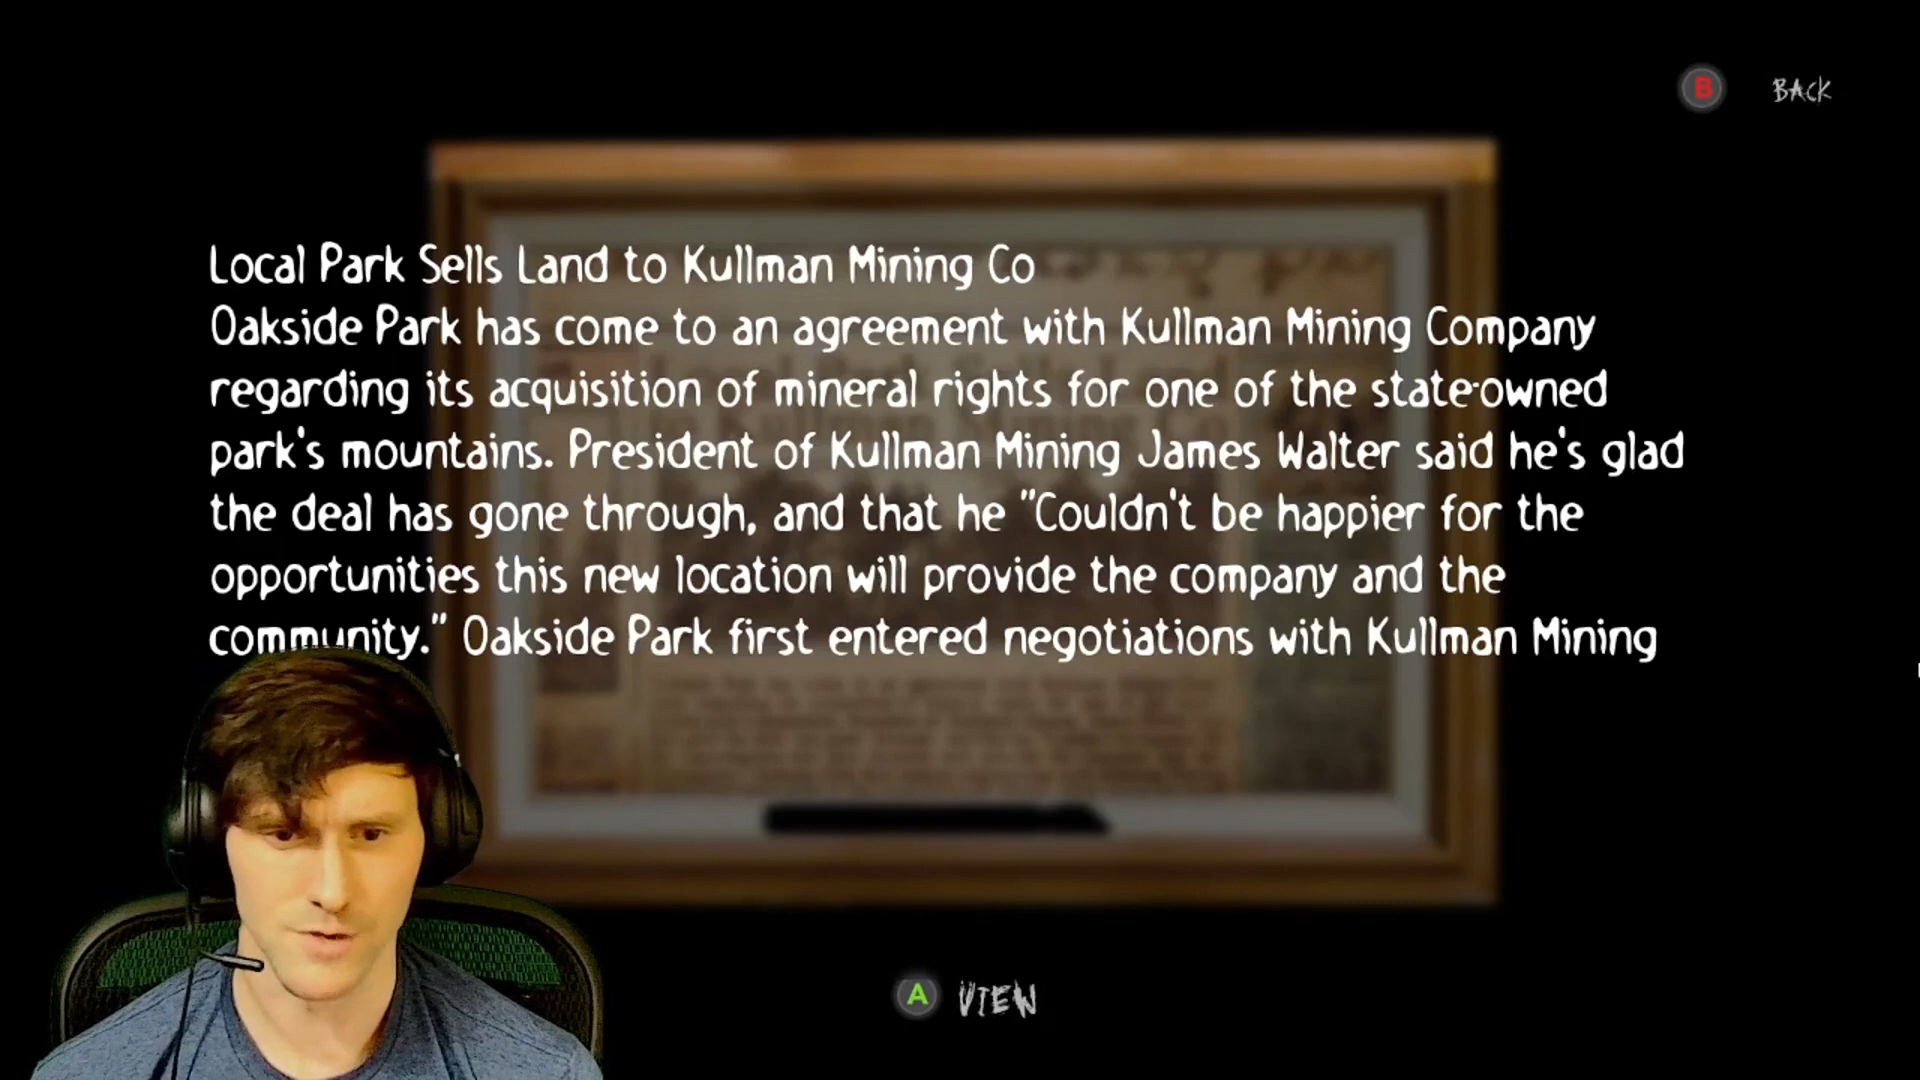 B BACK
Local Park Sells Land to Kullman Mining Co
Oakside Park has come to an agreement with Kullman Mining Company
regarding its acquisition of mineral rights for one of the state-owned
park's mountains. President of Kullman Mining James Walter said he's glad
the deal has gone through, and that he "Couldn't be happier for the
opportunities this new location will provide the company and the
community." Oakside Park first entered negotiations with Kullman Mining
A VIEW